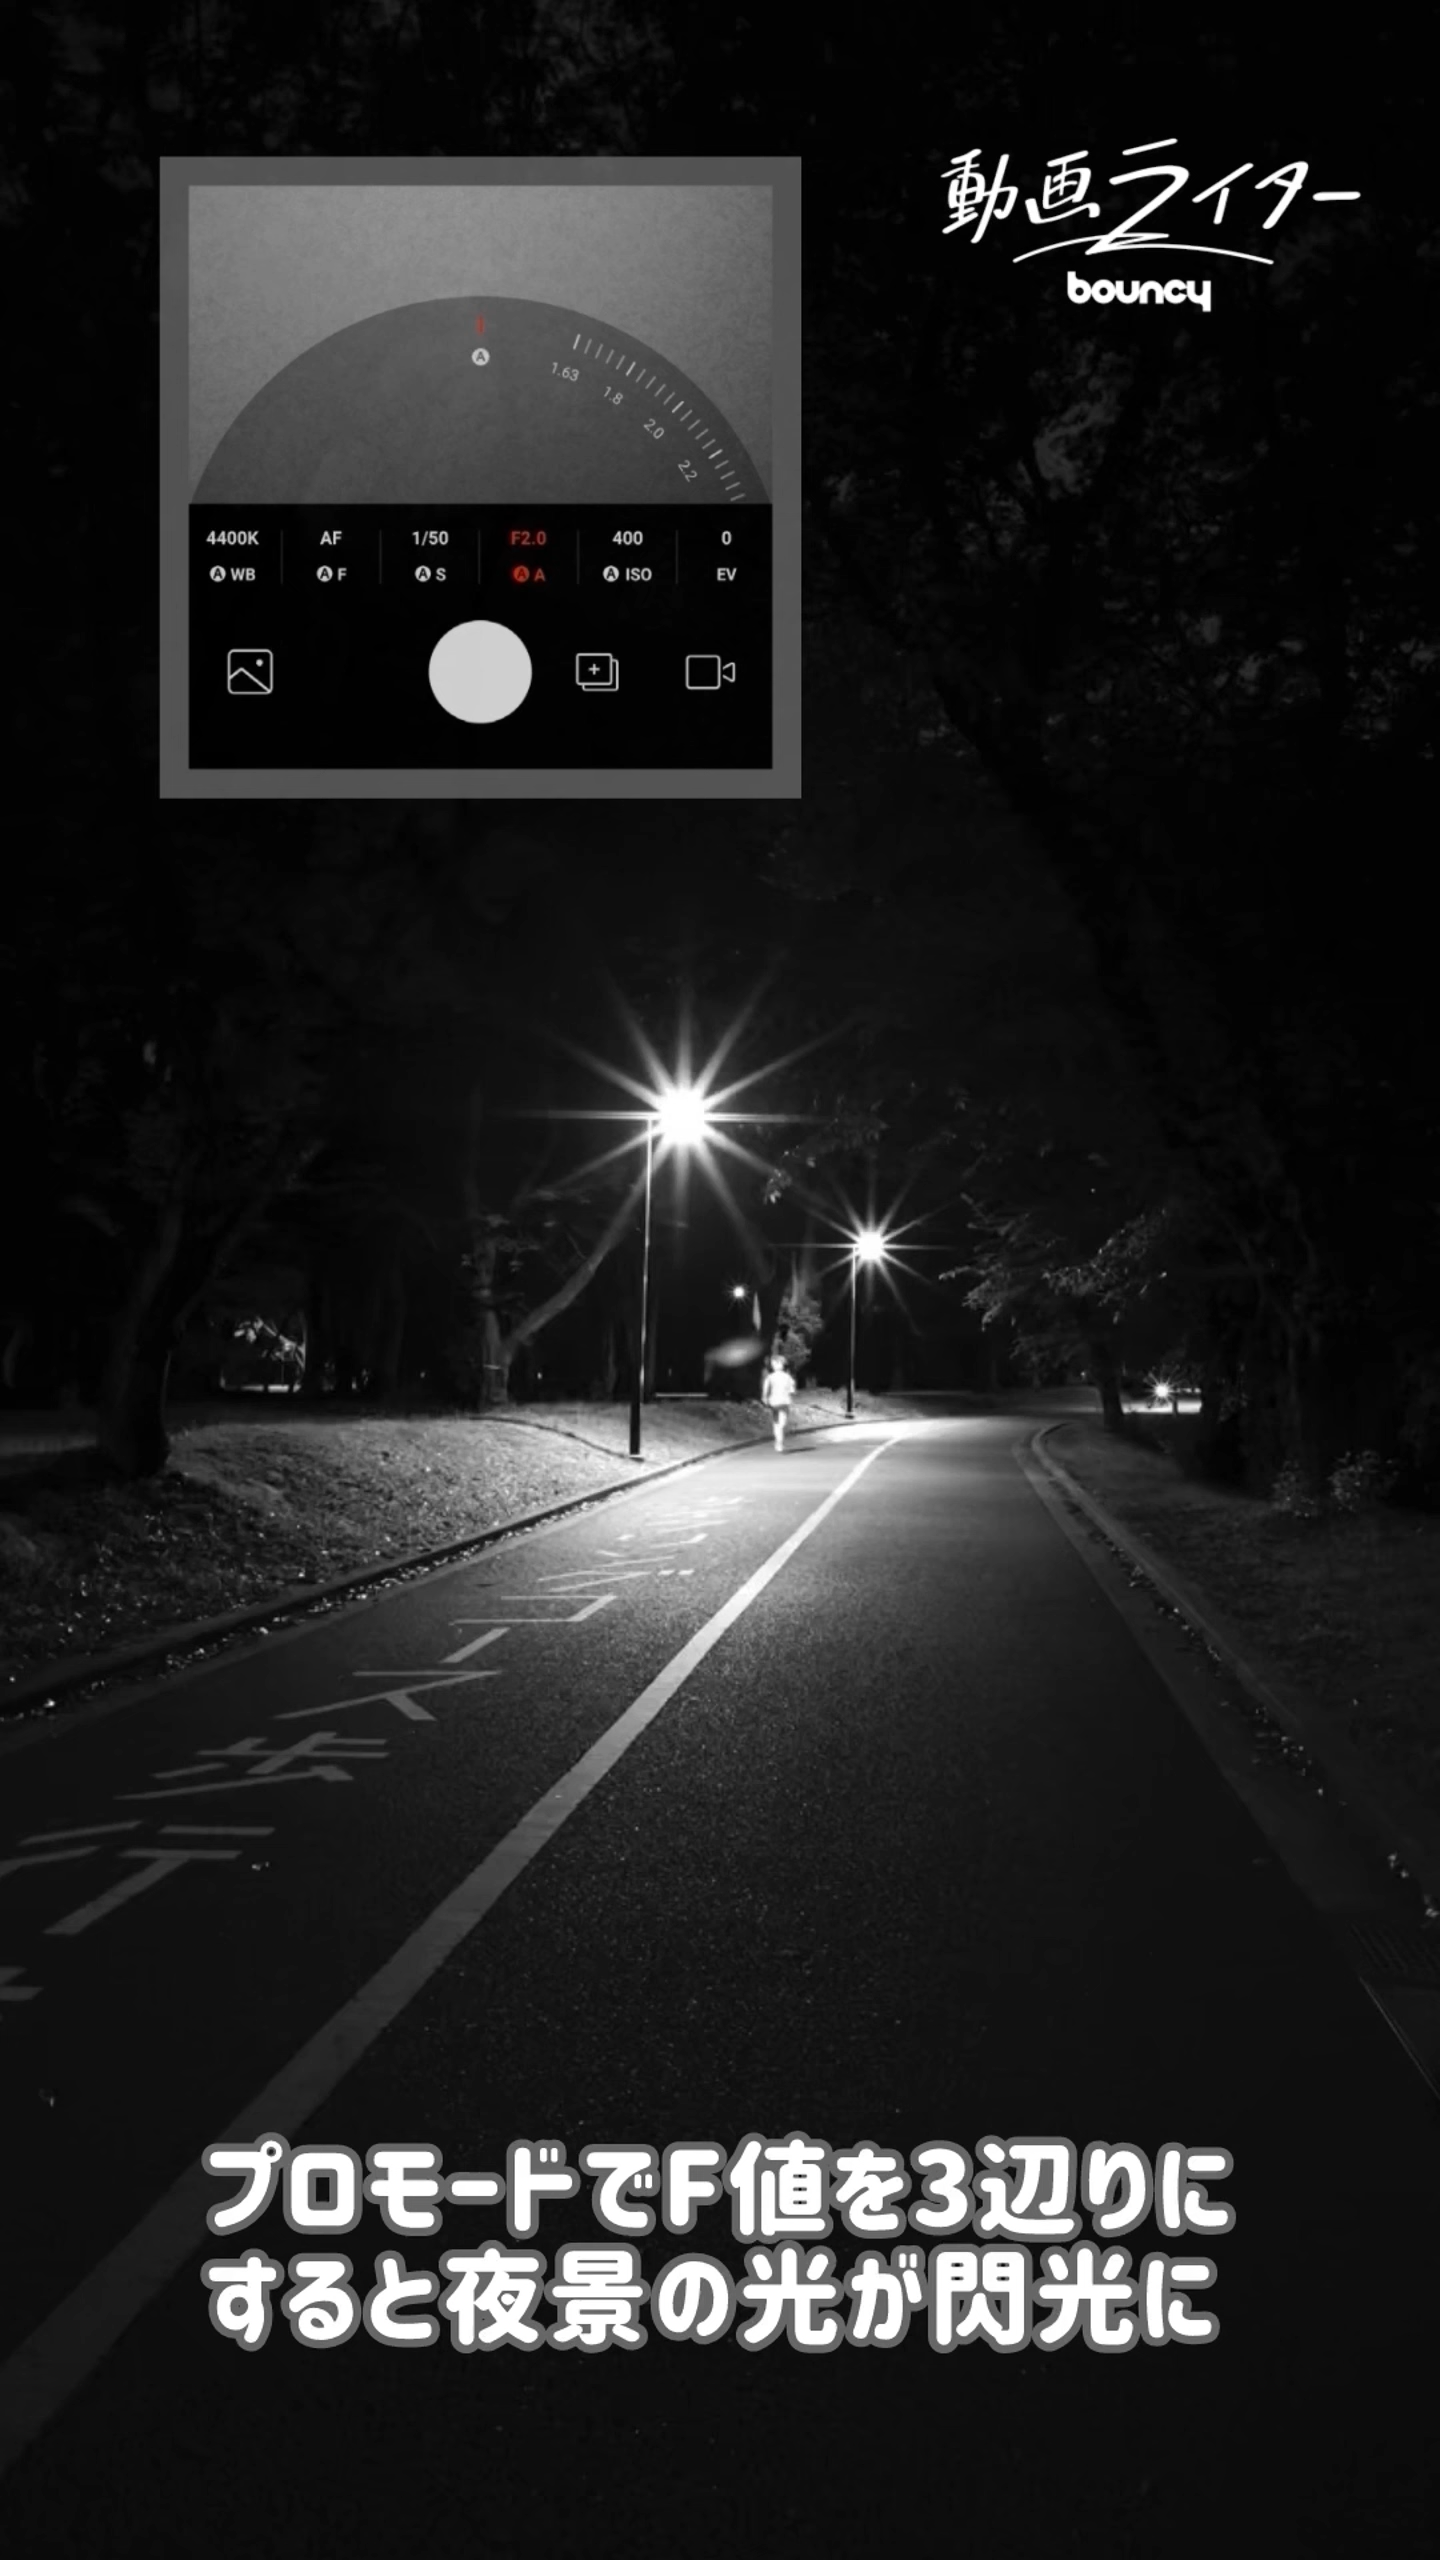 動画ライター
bouncy
A
1.63
1.8
2.0
2.2
4400K AF 1/50 F2.0 400 0
A WB A F A S A A A ISO EV
歩行
プロモードでF値を3辺りに
すると夜景の光が閃光に